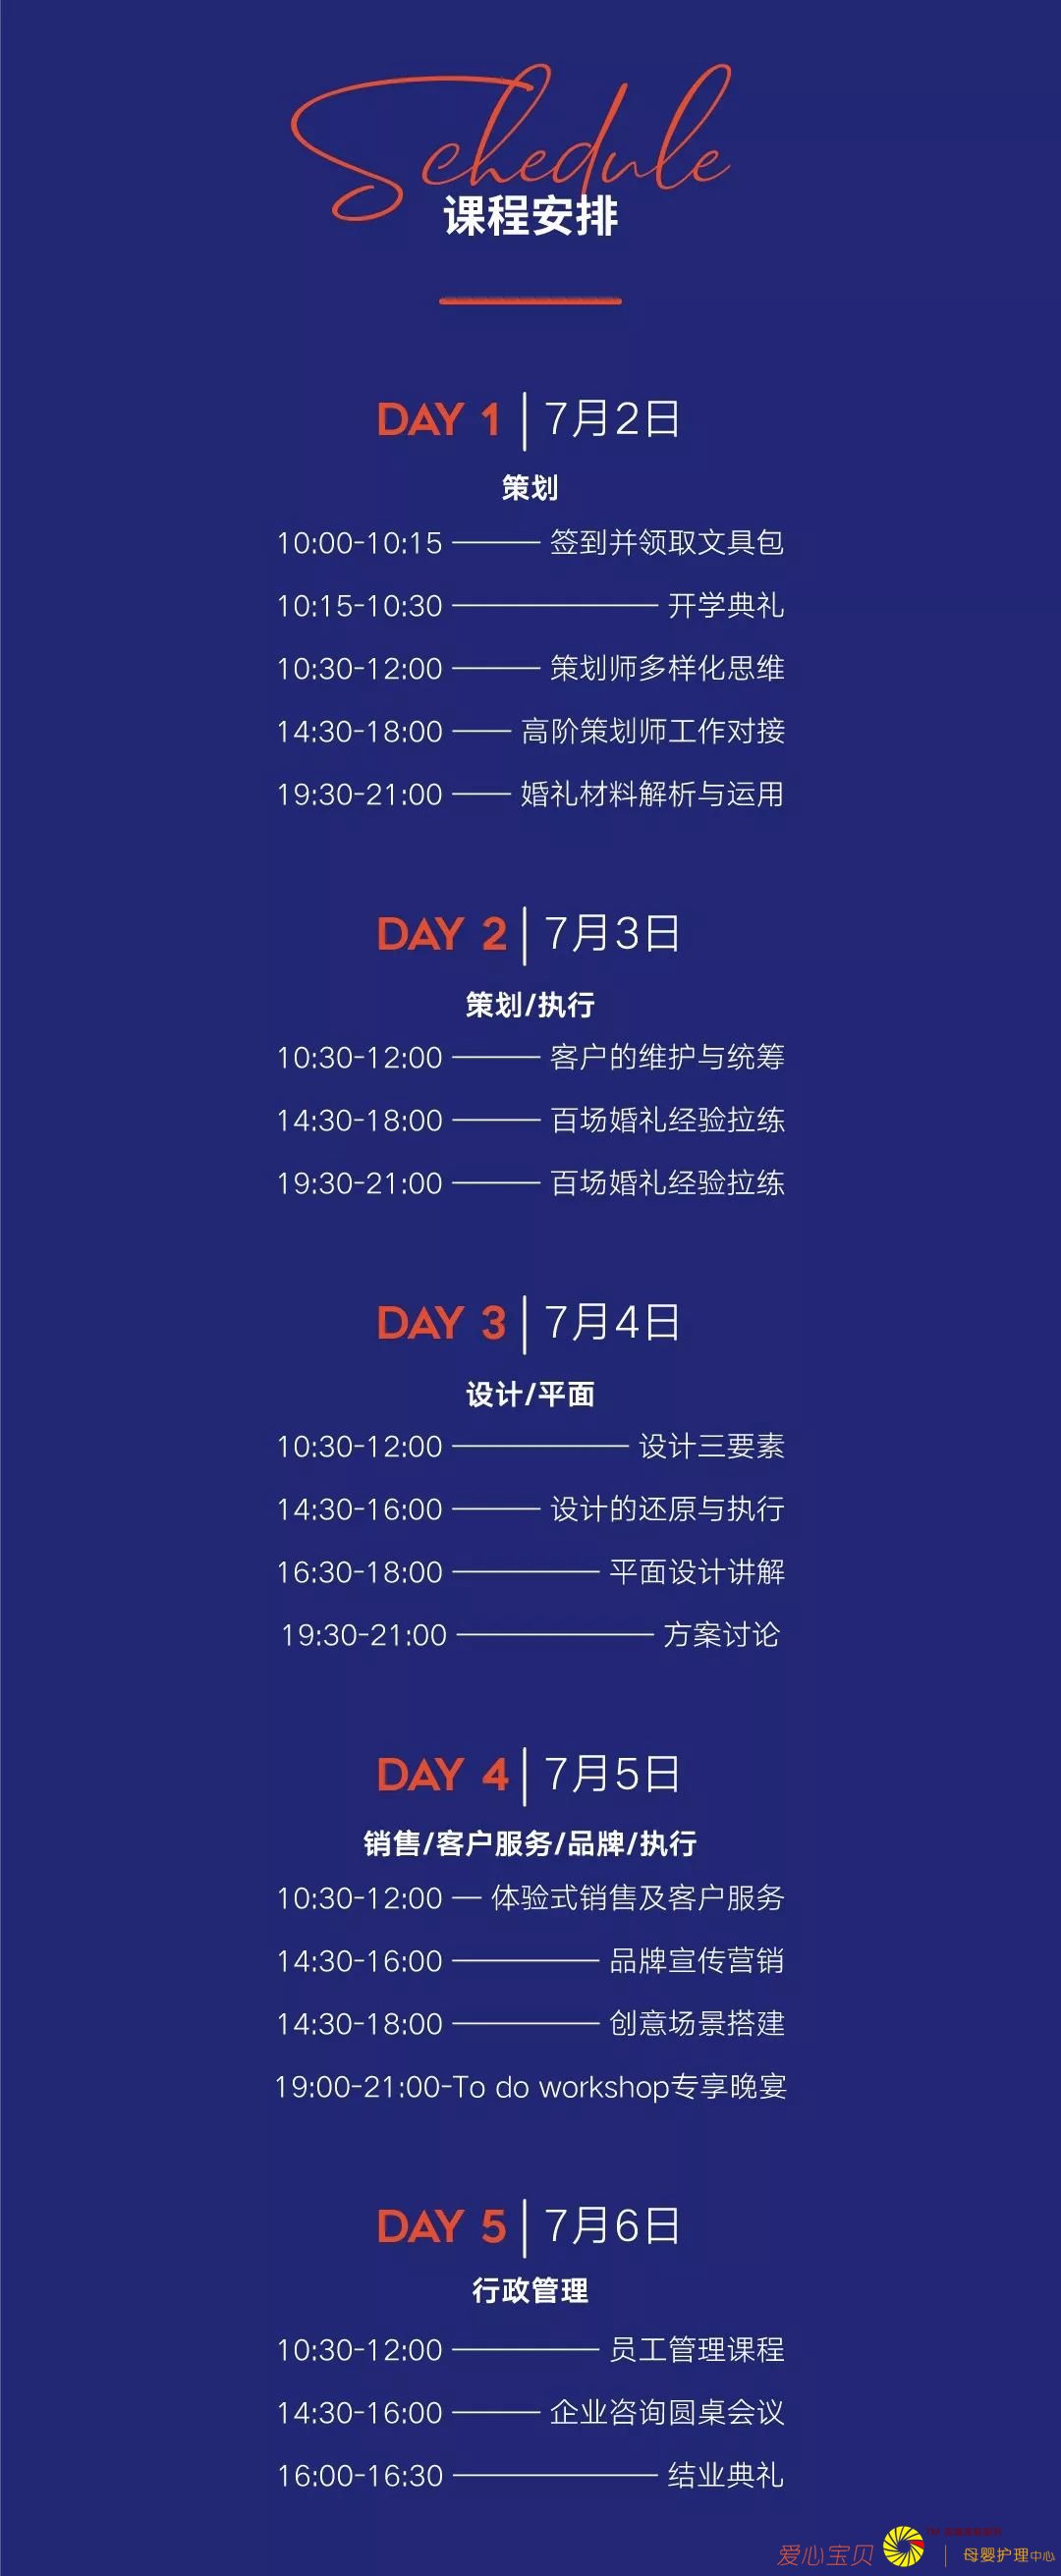 Schedule
课程安排
DAY 1 | 7月2日
策划
10:00-10:15 —— 签到并领取文具包
10:15-10:30 —— 开学典礼
10:30-12:00 —— 策划师多样化思维
14:30-18:00 —— 高阶策划师工作对接
19:30-21:00 —— 婚礼材料解析与运用
DAY 2 | 7月3日
策划/执行
10:30-12:00 —— 客户的维护与统筹
14:30-18:00 —— 百场婚礼经验拉练
19:30-21:00 —— 百场婚礼经验拉练
DAY 3 | 7月4日
设计/平面
10:30-12:00 —— 设计三要素
14:30-16:00 —— 设计的还原与执行
16:30-18:00 —— 平面设计讲解
19:30-21:00 —— 方案讨论
DAY 4 | 7月5日
销售/客户服务/品牌/执行
10:30-12:00 — 体验式销售及客户服务
14:30-16:00 —— 品牌宣传营销
14:30-18:00 —— 创意场景搭建
19:00-21:00-To do workshop专享晚宴
DAY 5 | 7月6日
行政管理
10:30-12:00 —— 员工管理课程
14:30-16:00 —— 企业咨询圆桌会议
16:00-16:30 —— 结业典礼
爱心宝贝 | 母婴护理中心